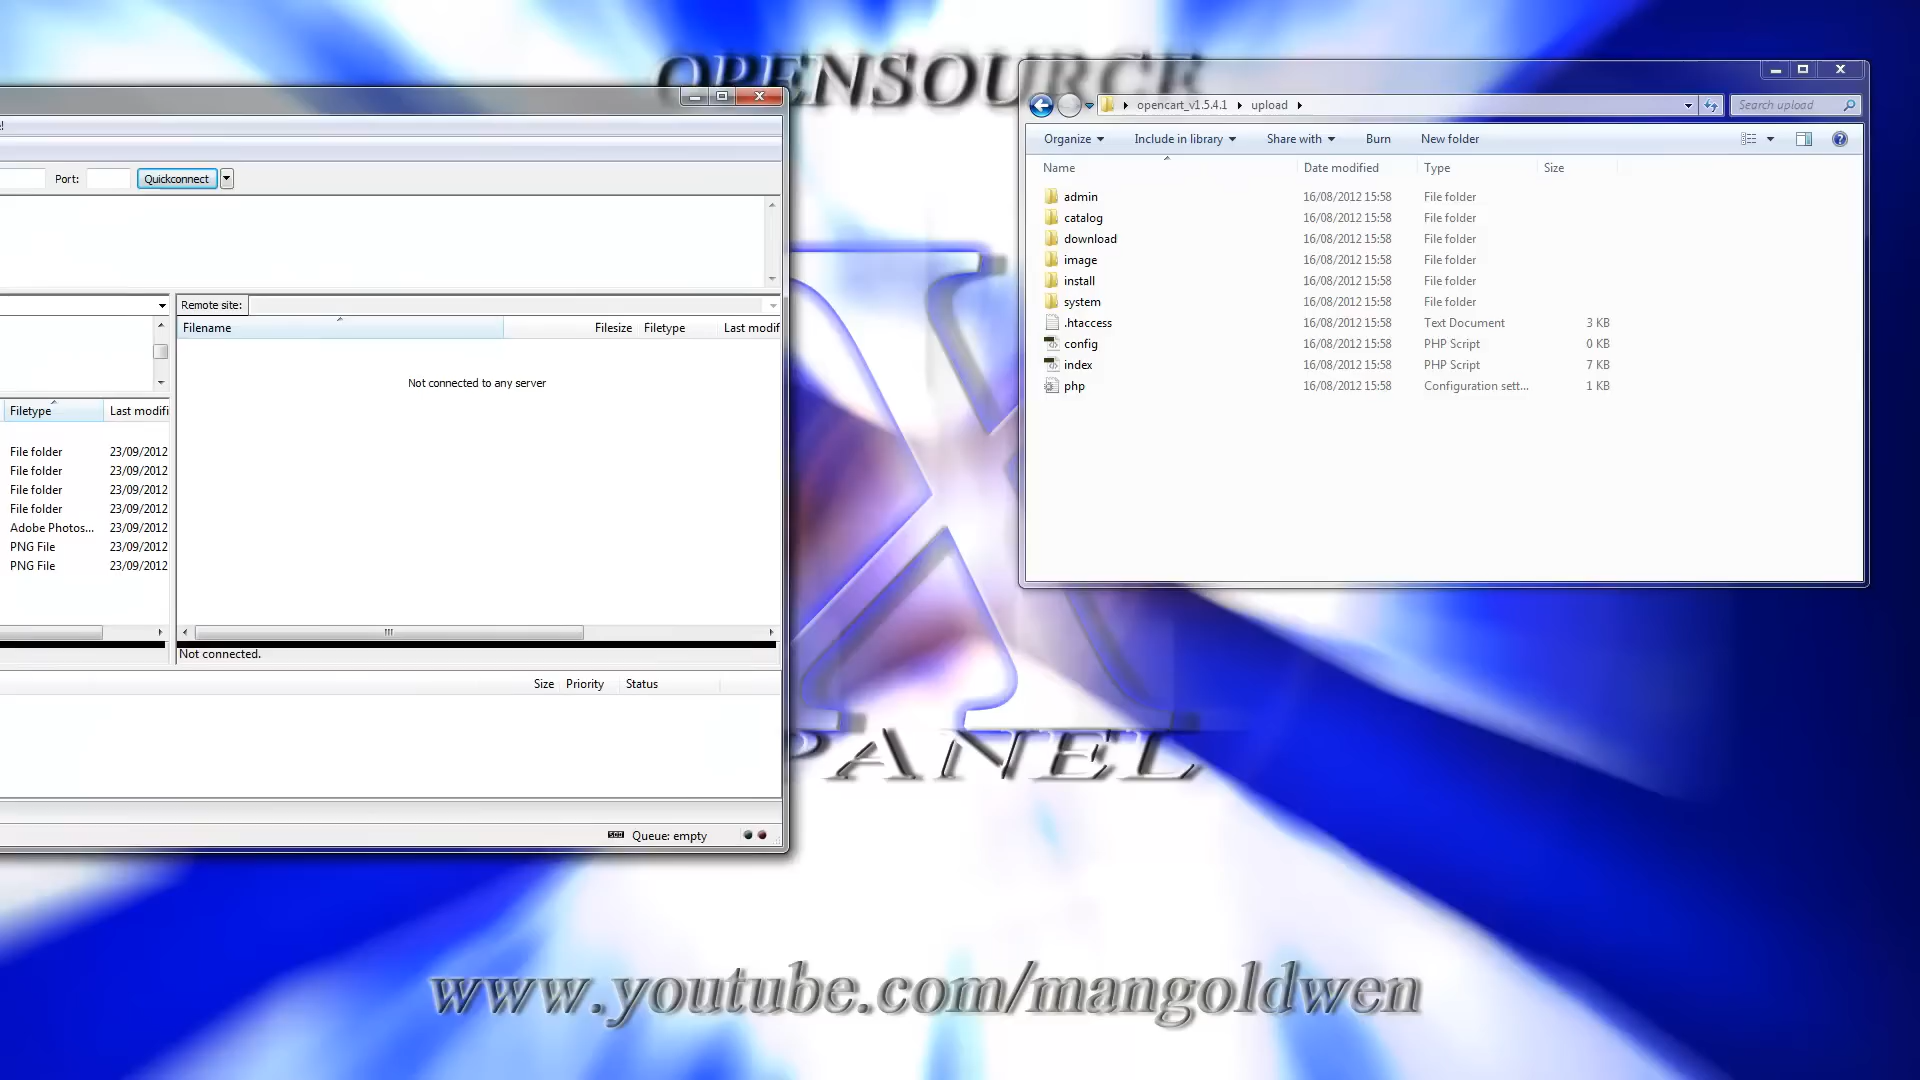 OPENSOURCE
PANEL
www.youtube.com/mangoldwen
!
Port:
Quickconnect
Remote site:
Filename Filesize Filetype Last modif
Not connected to any server
Filetype Last modifi
File folder 23/09/2012
File folder 23/09/2012
File folder 23/09/2012
File folder 23/09/2012
Adobe Photos... 23/09/2012
PNG File 23/09/2012
PNG File 23/09/2012
Not connected.
Size Priority Status
Queue: empty
opencart_v1.5.4.1 upload
Search upload
Organize Include in library Share with Burn New folder
Name Date modified Type Size
admin 16/08/2012 15:58 File folder
catalog 16/08/2012 15:58 File folder
download 16/08/2012 15:58 File folder
image 16/08/2012 15:58 File folder
install 16/08/2012 15:58 File folder
system 16/08/2012 15:58 File folder
.htaccess 16/08/2012 15:58 Text Document 3 KB
config 16/08/2012 15:58 PHP Script 0 KB
index 16/08/2012 15:58 PHP Script 7 KB
php 16/08/2012 15:58 Configuration sett... 1 KB